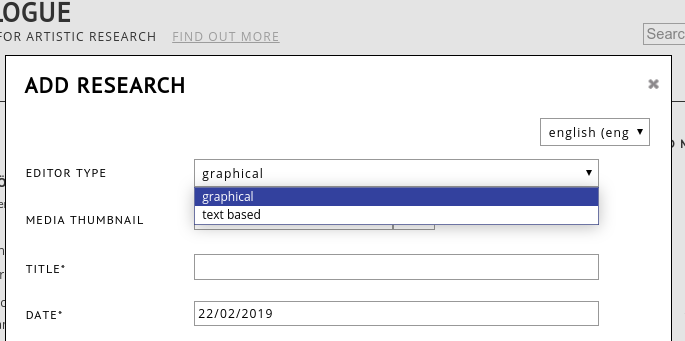 LOGUE
FOR ARTISTIC RESEARCH FIND OUT MORE
Searc
ADD RESEARCH
english (eng
EDITOR TYPE graphical
graphical
text based
MEDIA THUMBNAIL
TITLE*
DATE* 22/02/2019